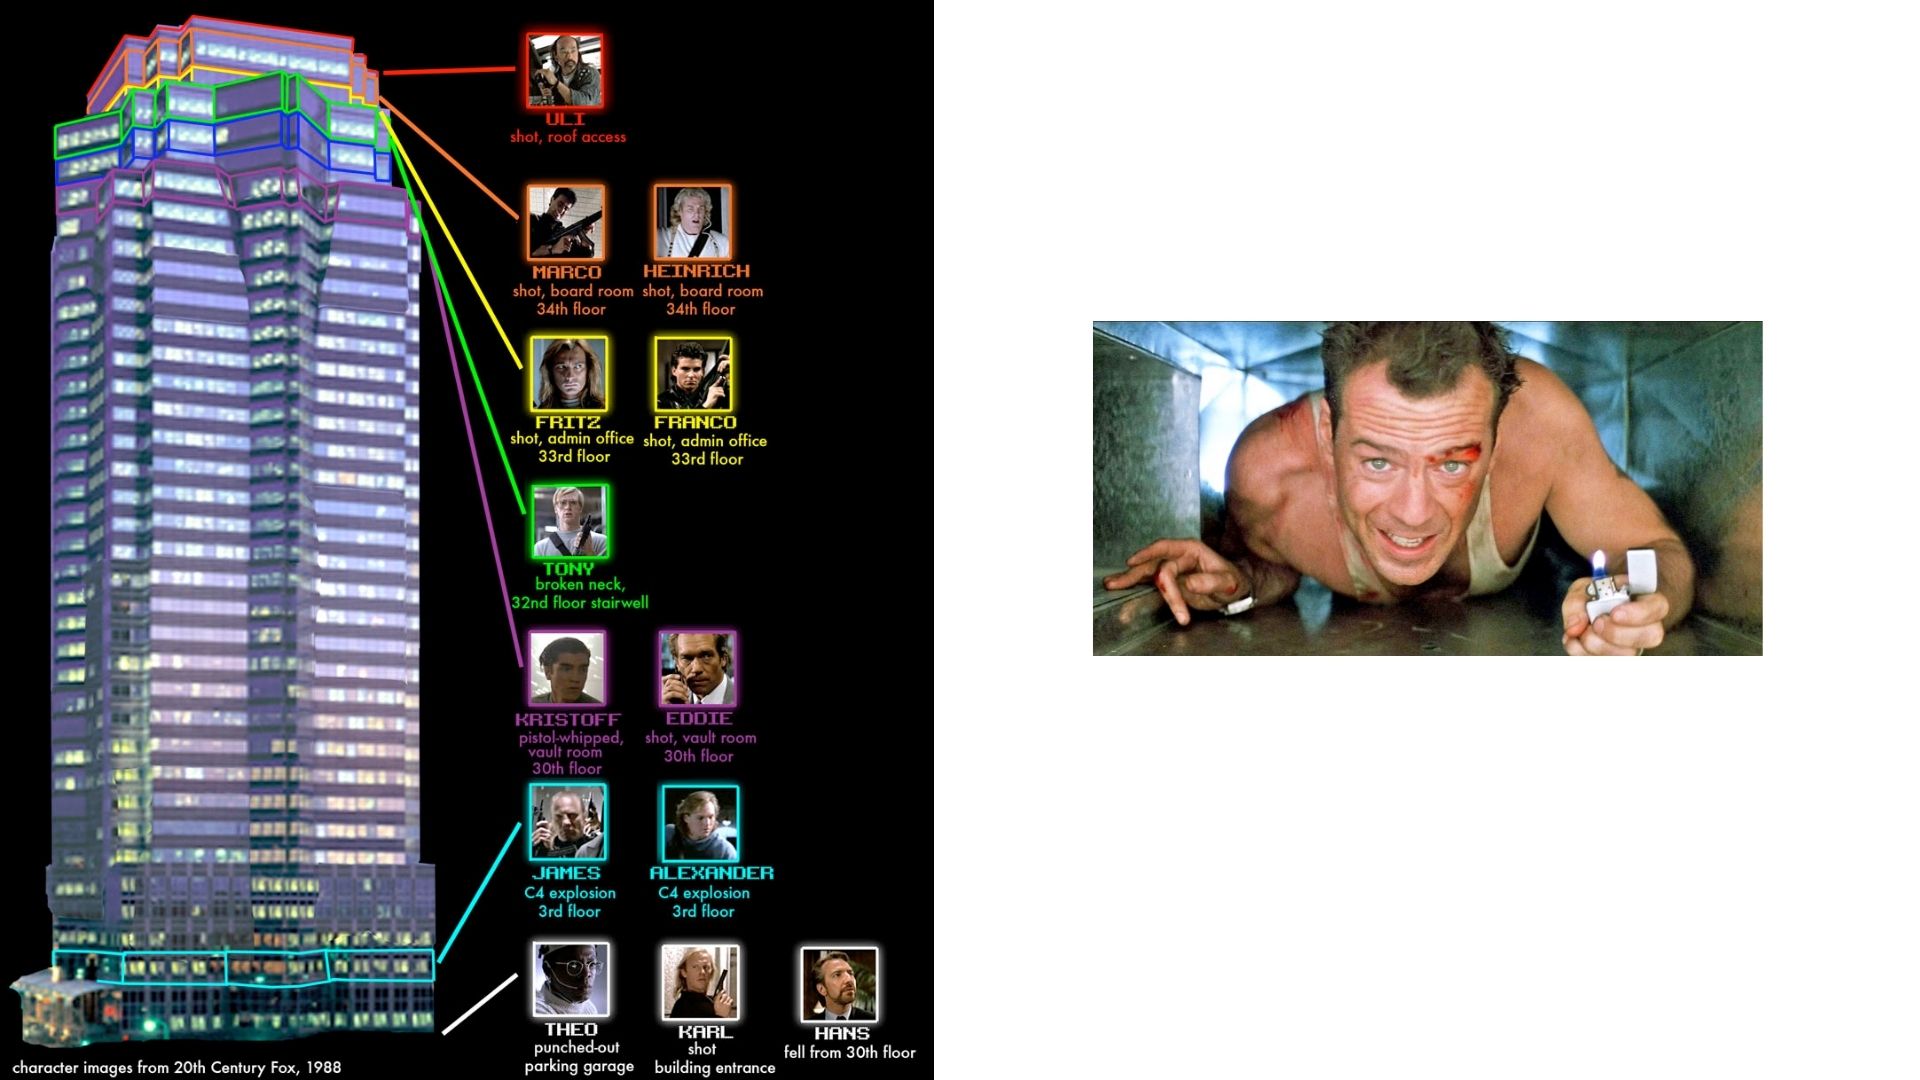 ULI
shot, roof access
MARCO
shot, board room
34th floor
HEINRICH
shot, board room
34th floor
FRITZ
shot, admin office
33rd floor
FRANCO
shot, admin office
33rd floor
TONY
broken neck,
32nd floor stairwell
KRISTOFF
pistol-whipped,
vault room
30th floor
EDDIE
shot, vault room
30th floor
JAMES
C4 explosion
3rd floor
ALEXANDER
C4 explosion
3rd floor
THEO
punched-out
parking garage
KARL
shot
building entrance
HANS
fell from 30th floor
character images from 20th Century Fox, 1988